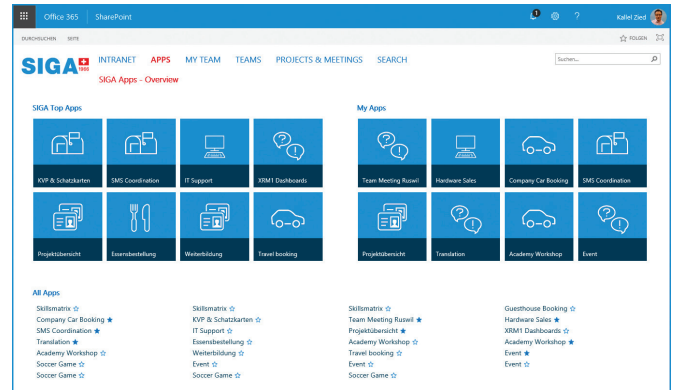 Office 365 SharePoint ? Kallel Zied
DURCHSUCHEN SEITE FOLGEN
SIGA INTRANET APPS MY TEAM TEAMS PROJECTS & MEETINGS SEARCH Suchen...
SIGA Apps - Overview
SIGA Top Apps My Apps
KVP & Schatzkarten SMS Coordination IT Support XRM1 Dashboards Team Meeting Ruswil Hardware Sales Company Car Booking SMS Coordination
Projektübersicht Essensbestellung Weiterbildung Travel booking Projektübersicht Translation Academy Workshop Event
All Apps
Skillsmatrix Skillsmatrix Skillsmatrix Guesthouse Booking
Company Car Booking KVP & Schatzkarten Team Meeting Ruswil Hardware Sales
SMS Coordination IT Support Projektübersicht XRM1 Dashboards
Translation Essensbestellung Academy Workshop Academy Workshop
Academy Workshop Weiterbildung Travel booking Event
Soccer Game Event Event Event
Soccer Game Soccer Game Soccer Game